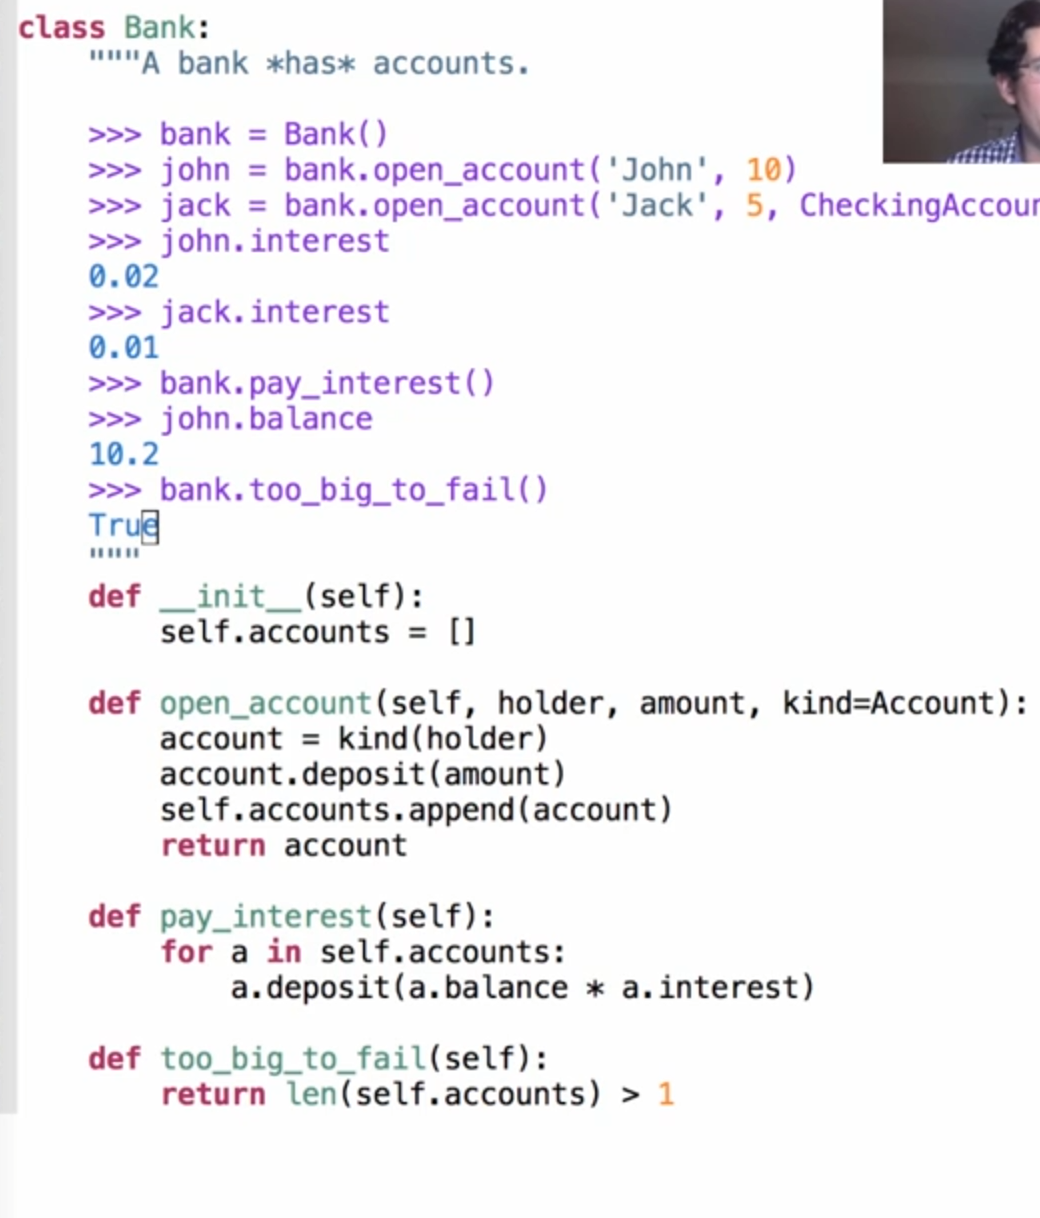 class Bank:
    """A bank *has* accounts.

    >>> bank = Bank()
    >>> john = bank.open_account('John', 10)
    >>> jack = bank.open_account('Jack', 5, CheckingAccour
    >>> john.interest
    0.02
    >>> jack.interest
    0.01
    >>> bank.pay_interest()
    >>> john.balance
    10.2
    >>> bank.too_big_to_fail()
    True
    """
    def __init__(self):
        self.accounts = []

    def open_account(self, holder, amount, kind=Account):
        account = kind(holder)
        account.deposit(amount)
        self.accounts.append(account)
        return account

    def pay_interest(self):
        for a in self.accounts:
            a.deposit(a.balance * a.interest)

    def too_big_to_fail(self):
        return len(self.accounts) > 1